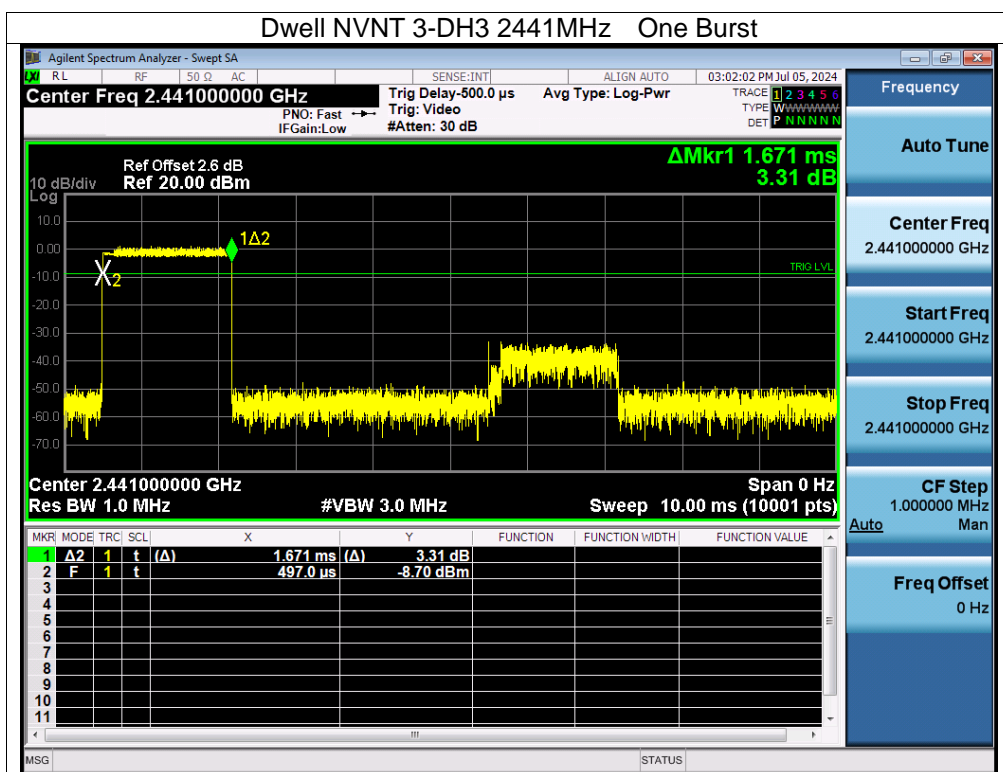 Dwell NVNT 3-DH3 2441MHz One Burst
Agilent Spectrum Analyzer - Swept SA
LXI RL RF 50 Ω AC SENSE:INT ALIGN AUTO 03:02:02 PM Jul 05, 2024
Center Freq 2.441000000 GHz
PNO: Fast
IFGain:Low
Trig Delay-500.0 µs
Trig: Video
#Atten: 30 dB
Avg Type: Log-Pwr
TRACE 1 2 3 4 5 6
TYPE WWWWWWW
DET P N N N N N
Frequency
Auto Tune
Center Freq
2.441000000 GHz
Start Freq
2.441000000 GHz
Stop Freq
2.441000000 GHz
CF Step
1.000000 MHz
Auto Man
Freq Offset
0 Hz
ΔMkr1 1.671 ms
3.31 dB
Ref Offset 2.6 dB
10 dB/div Ref 20.00 dBm
Log
10.0
0.00
-10.0
-20.0
-30.0
-40.0
-50.0
-60.0
-70.0
1Δ2
X2
TRIG LVL
Center 2.441000000 GHz Span 0 Hz
Res BW 1.0 MHz #VBW 3.0 MHz Sweep 10.00 ms (10001 pts)
MKR MODE TRC SCL X Y FUNCTION FUNCTION WIDTH FUNCTION VALUE
1 Δ2 1 t (Δ) 1.671 ms (Δ) 3.31 dB
2 F 1 t 497.0 µs -8.70 dBm
3
4
5
6
7
8
9
10
11
MSG STATUS